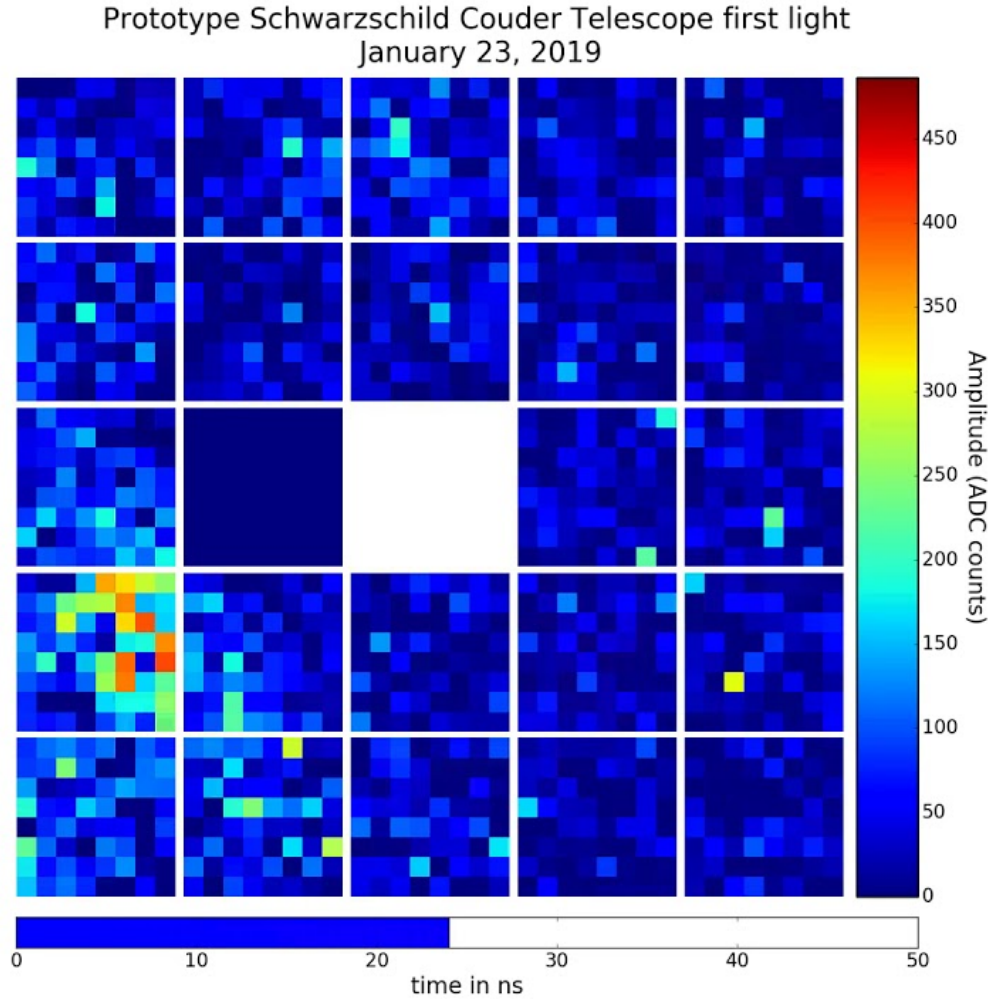 Prototype Schwarzschild Couder Telescope first light
January 23, 2019
450
400
350
300
250
200
150
100
50
0
Amplitude (ADC counts)
0 10 20 30 40 50
time in ns